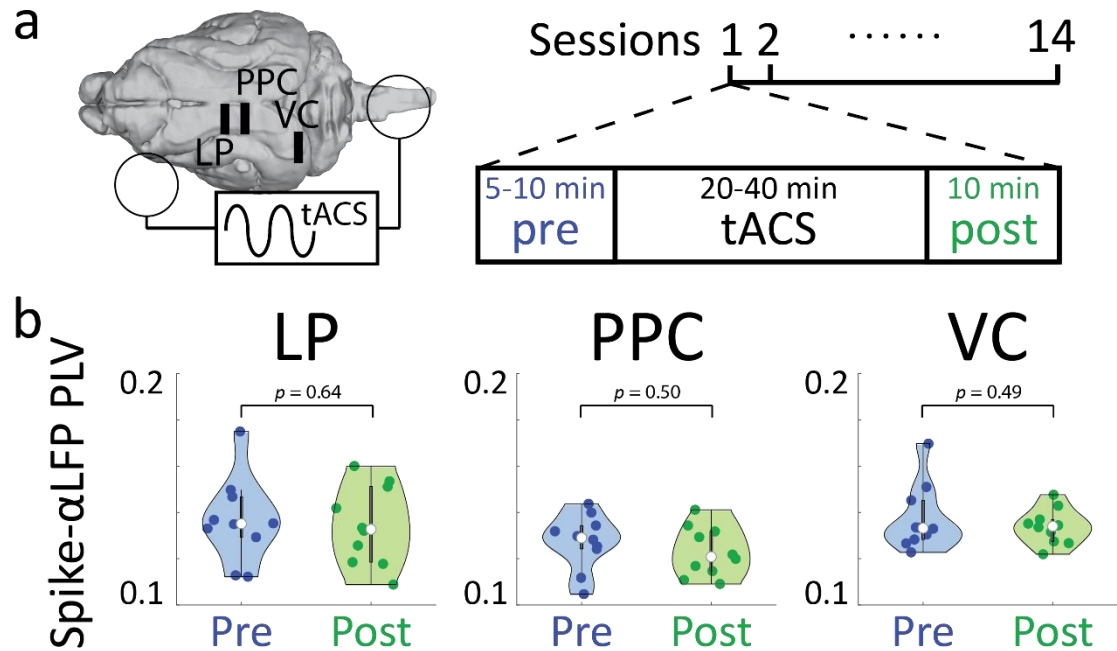 a
PPC
VC
LP
tACS
Sessions 1 2 ······ 14
5-10 min 20-40 min 10 min
pre tACS post
b
LP PPC VC
Spike-αLFP PLV
0.2 0.2 0.2
p = 0.64 p = 0.50 p = 0.49
0.1 0.1 0.1
Pre Post Pre Post Pre Post